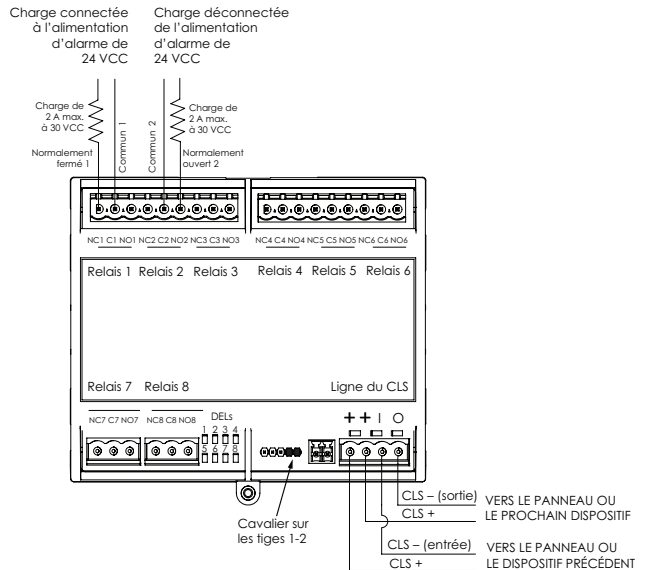 Charge connectée
à l'alimentation
d'alarme de
24 VCC
Charge déconnectée
de l'alimentation
d'alarme de
24 VCC
Charge de
2 A max.
à 30 VCC
Normalement
fermé 1
Commun 1
Commun 2
Charge de
2 A max.
à 30 VCC
Normalement
ouvert 2
NC1 C1 NO1 NC2 C2 NO2 NC3 C3 NO3
NC4 C4 NO4 NC5 C5 NO5 NC6 C6 NO6
Relais 1 Relais 2 Relais 3
Relais 4 Relais 5 Relais 6
Relais 7 Relais 8
Ligne du CLS
NC7 C7 NO7 NC8 C8 NO8
DELs
1 2 3 4
5 6 7 8
+ + I O
Cavalier sur
les tiges 1-2
CLS – (sortie)
CLS +
VERS LE PANNEAU OU
LE PROCHAIN DISPOSITIF
CLS – (entrée)
CLS +
VERS LE PANNEAU OU
LE DISPOSITIF PRÉCÉDENT